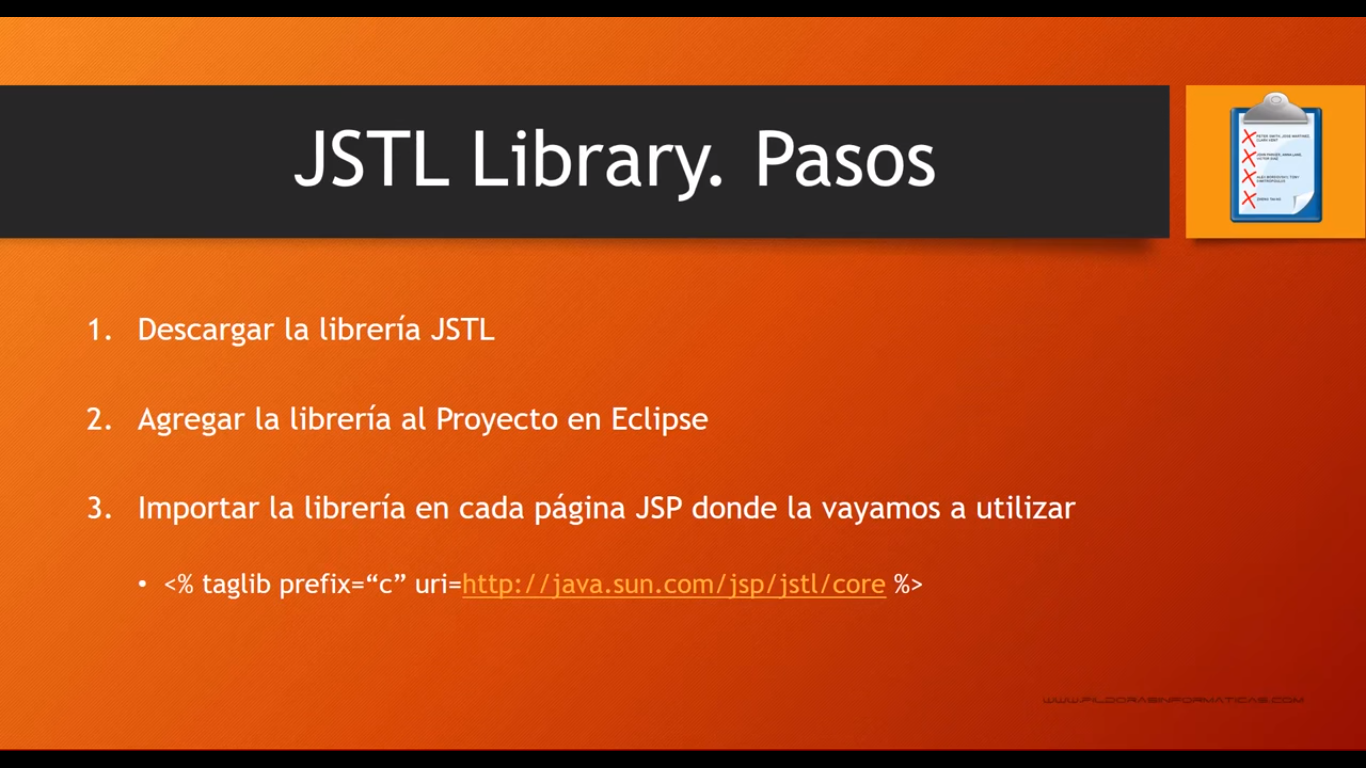 JSTL Library. Pasos
1. Descargar la librería JSTL
2. Agregar la librería al Proyecto en Eclipse
3. Importar la librería en cada página JSP donde la vayamos a utilizar
• <% taglib prefix=“c” uri=http://java.sun.com/jsp/jstl/core %>
WWW.PILDORASINFORMATICAS.COM